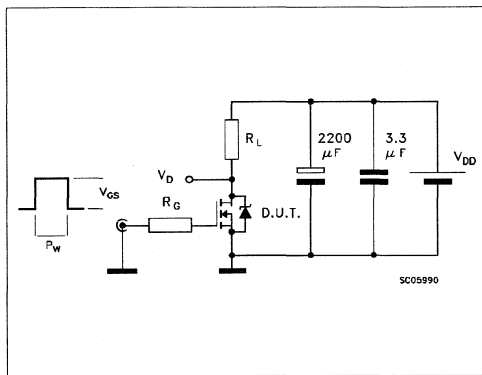 R_L
2200 μF
3.3 μF
V_DD
V_D
V_GS
R_G
D.U.T.
P_W
SC05990